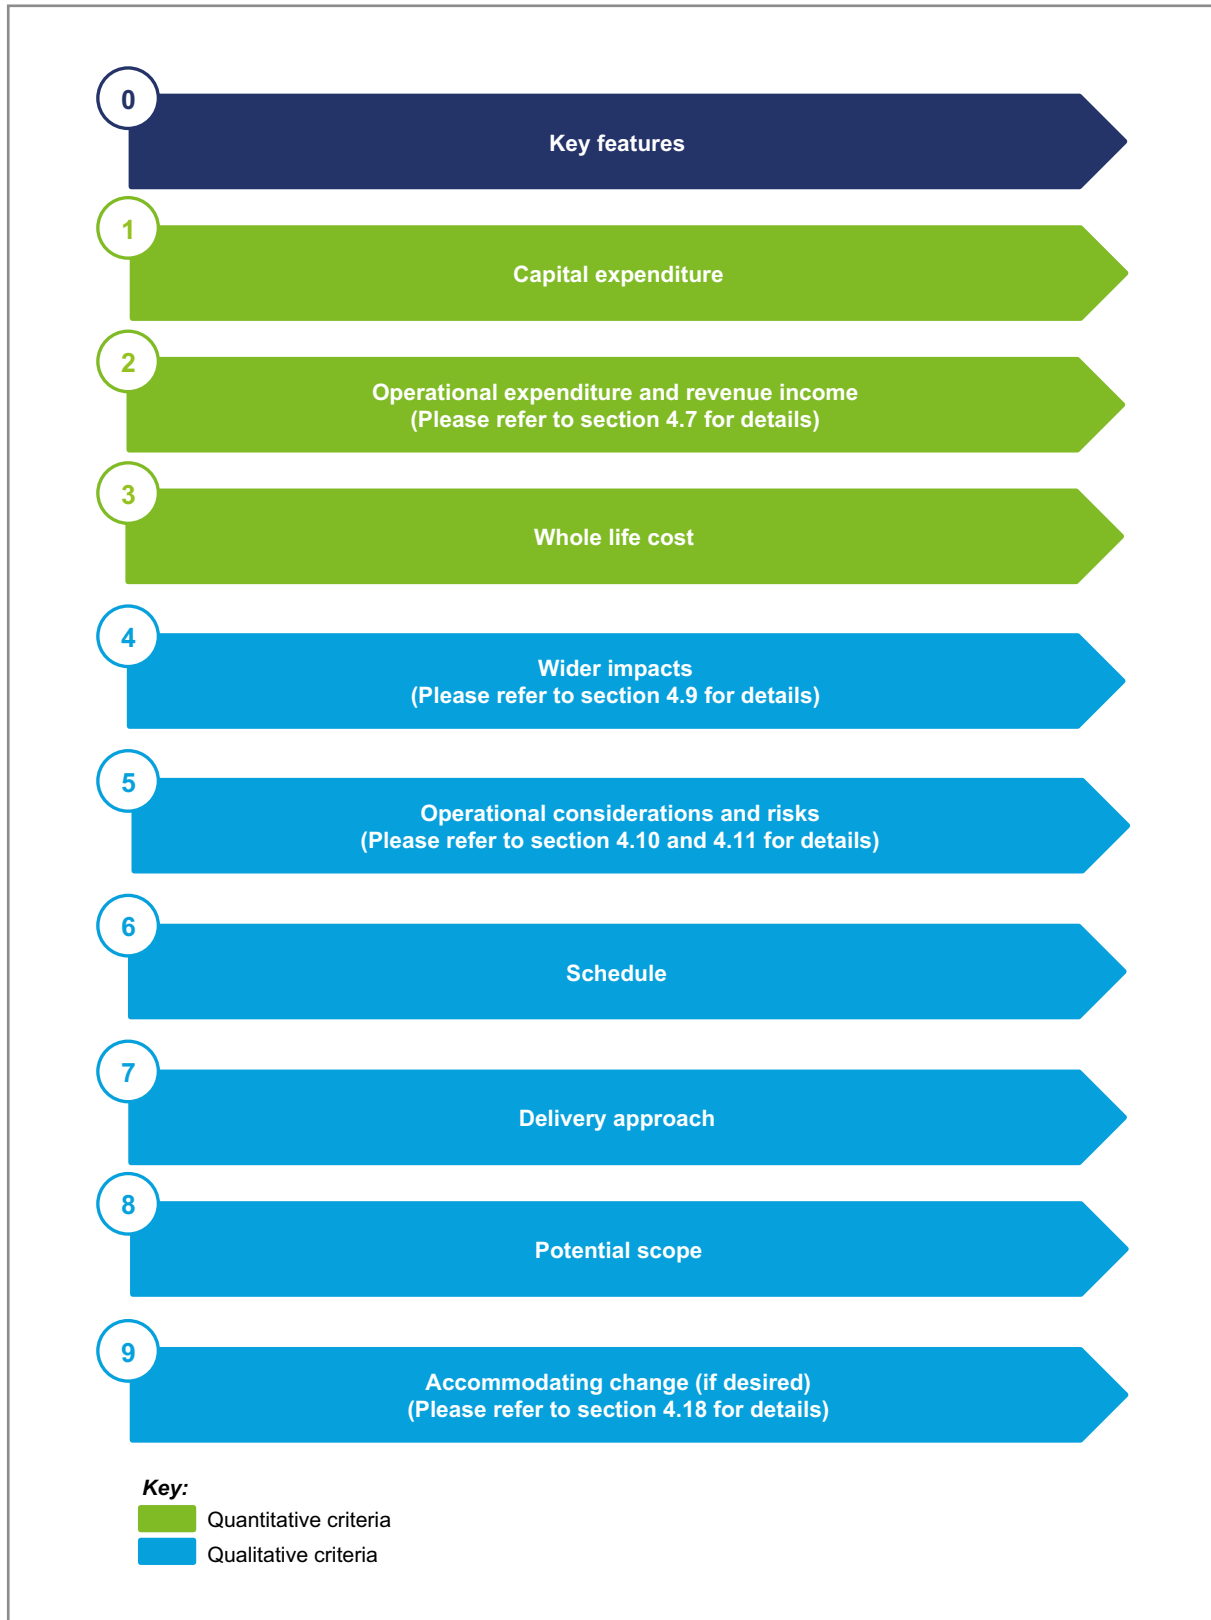 0
Key features
1
Capital expenditure
2
Operational expenditure and revenue income
(Please refer to section 4.7 for details)
3
Whole life cost
4
Wider impacts
(Please refer to section 4.9 for details)
5
Operational considerations and risks
(Please refer to section 4.10 and 4.11 for details)
6
Schedule
7
Delivery approach
8
Potential scope
9
Accommodating change (if desired)
(Please refer to section 4.18 for details)
Key:
Quantitative criteria
Qualitative criteria